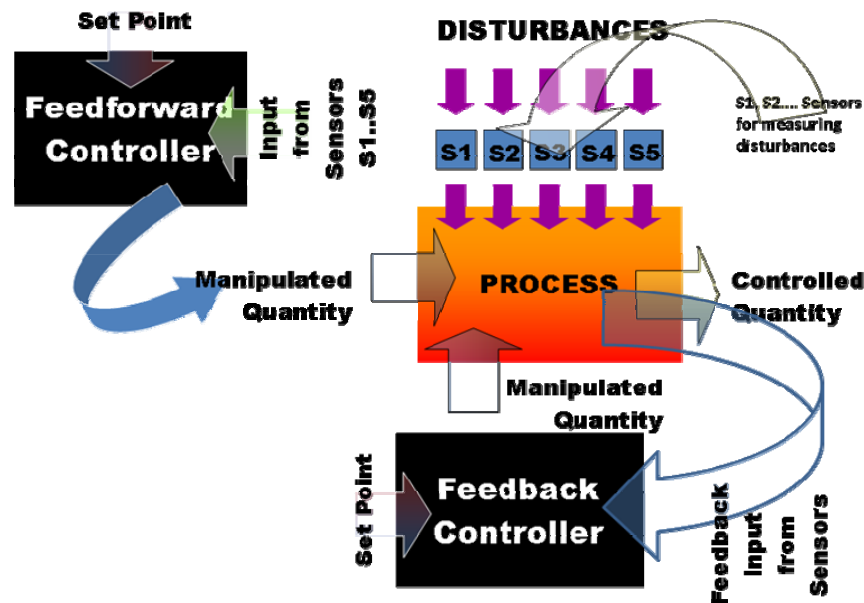 Set Point
Feedforward
Controller
Input
from
Sensors
S1..S5
DISTURBANCES
S1, S2.... Sensors
for measuring
disturbances
S1
S2
S3
S4
S5
Manipulated
Quantity
PROCESS
Controlled
Quantity
Manipulated
Quantity
Set Point
Feedback
Controller
Feedback
Input
from
Sensors